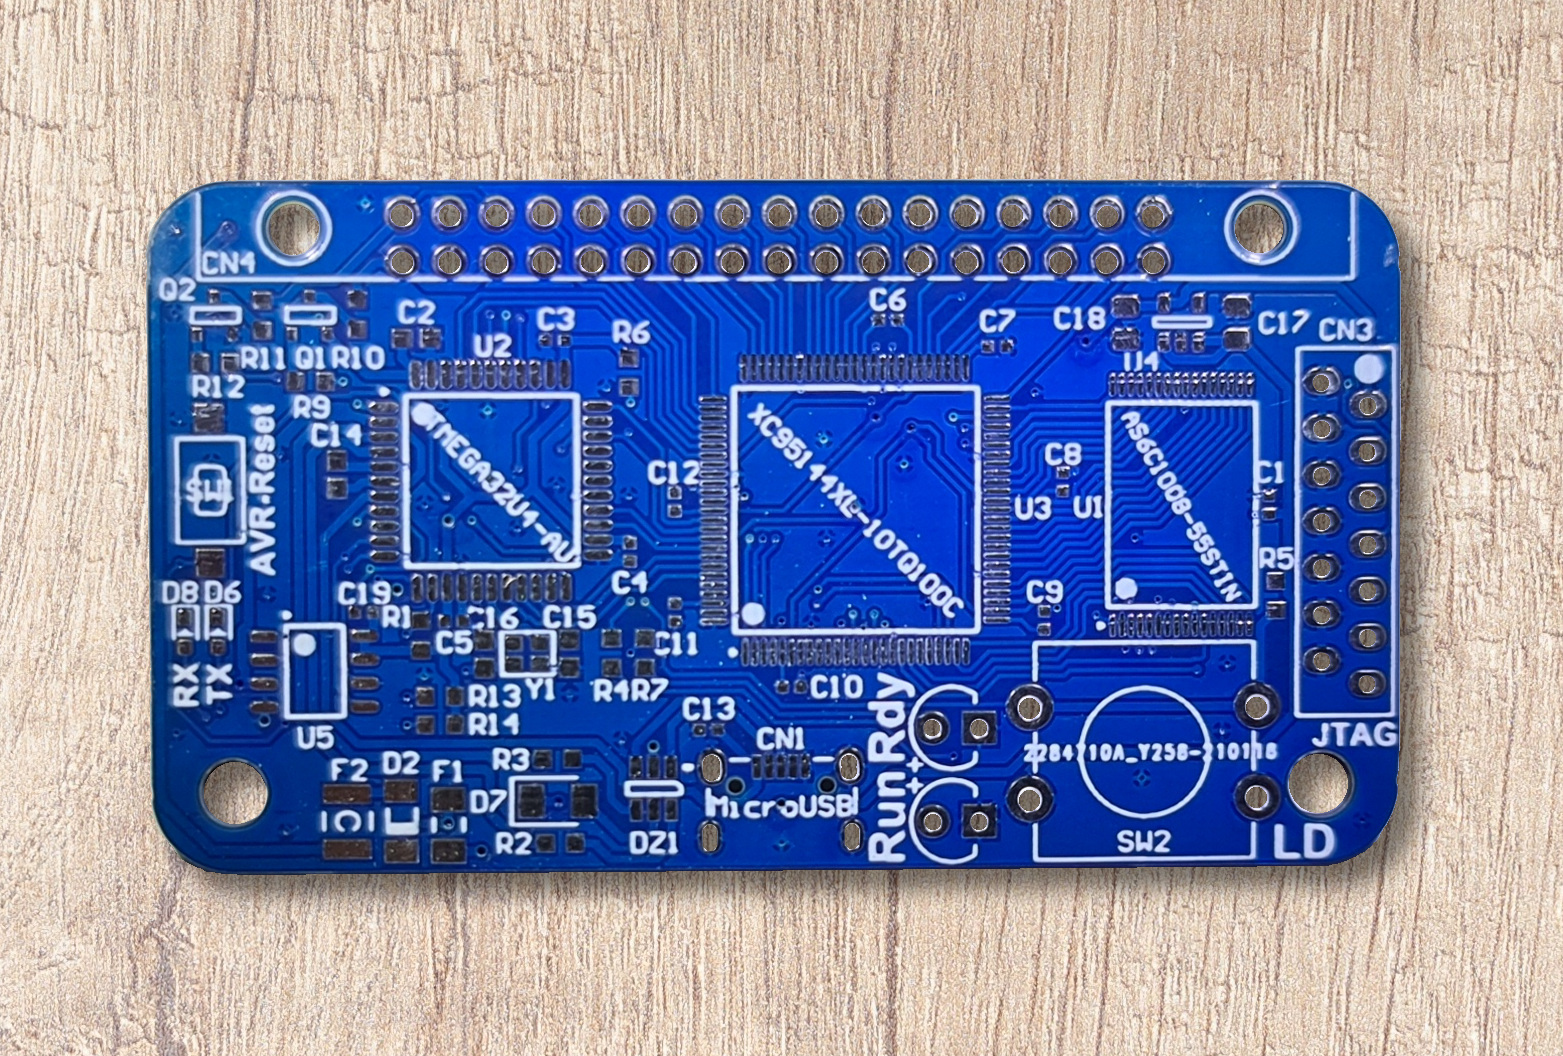 CN4
Q2
C2
C3
R6
C6
C7
C18
C17
CN3
U2
U4
R11 Q1 R10
R12
R9
C14
AVR.Reset
TMEGA32U4-AU
C12
XC95144XL-10TQ100C
C8
U3
U1
AS6C1008-55STIN
C1
R5
C4
C9
D8
D6
RX
TX
C19
R1
C16
C15
C5
C11
U5
Y1
R4R7
R13
R14
C10
C13
CN1
MicroUSB
Run Rdy
++
JTAG
F2
D2
F1
R3
D7
R2
DZ1
SW2
LD